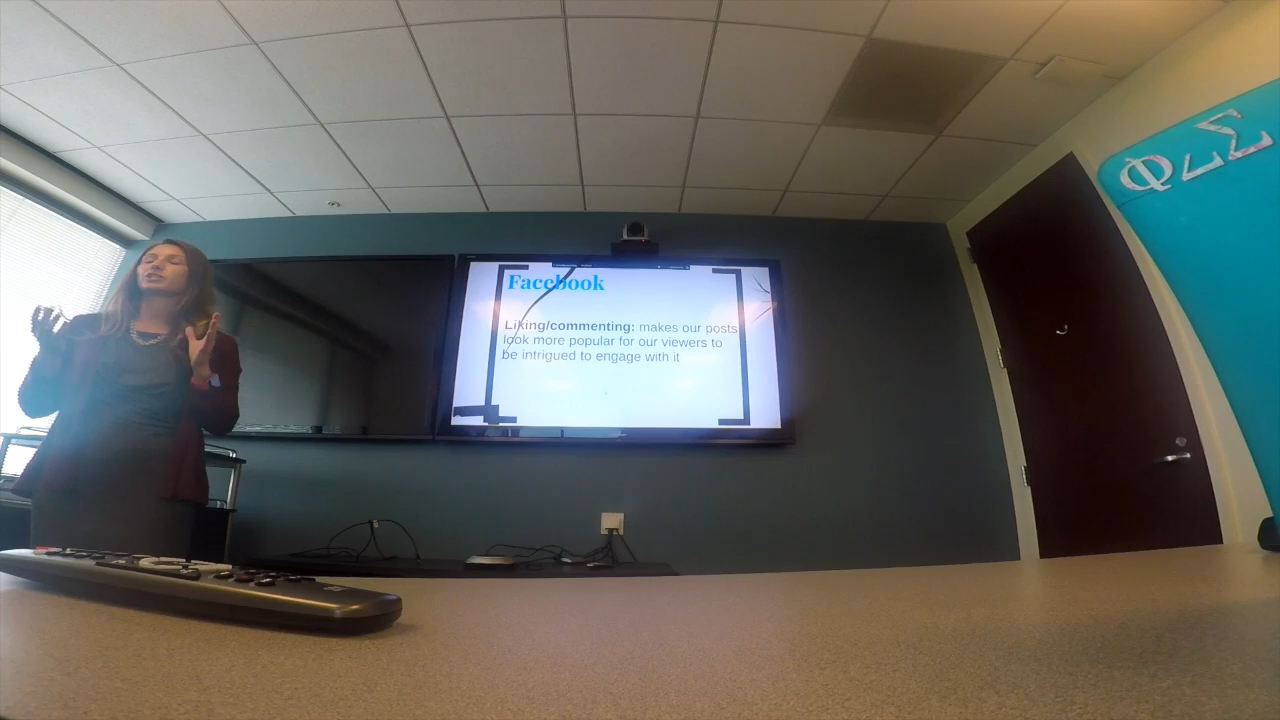 Facebook
Liking/commenting: makes our posts
look more popular for our viewers to
be intrigued to engage with it
ΦΣΣ